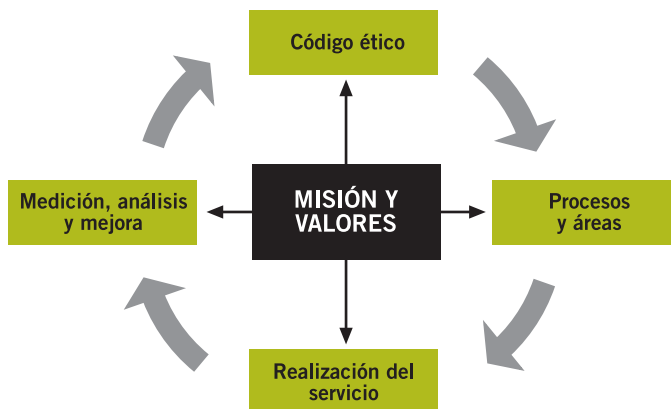 Código ético
Medición, análisis
y mejora
MISIÓN Y
VALORES
Procesos
y áreas
Realización del
servicio